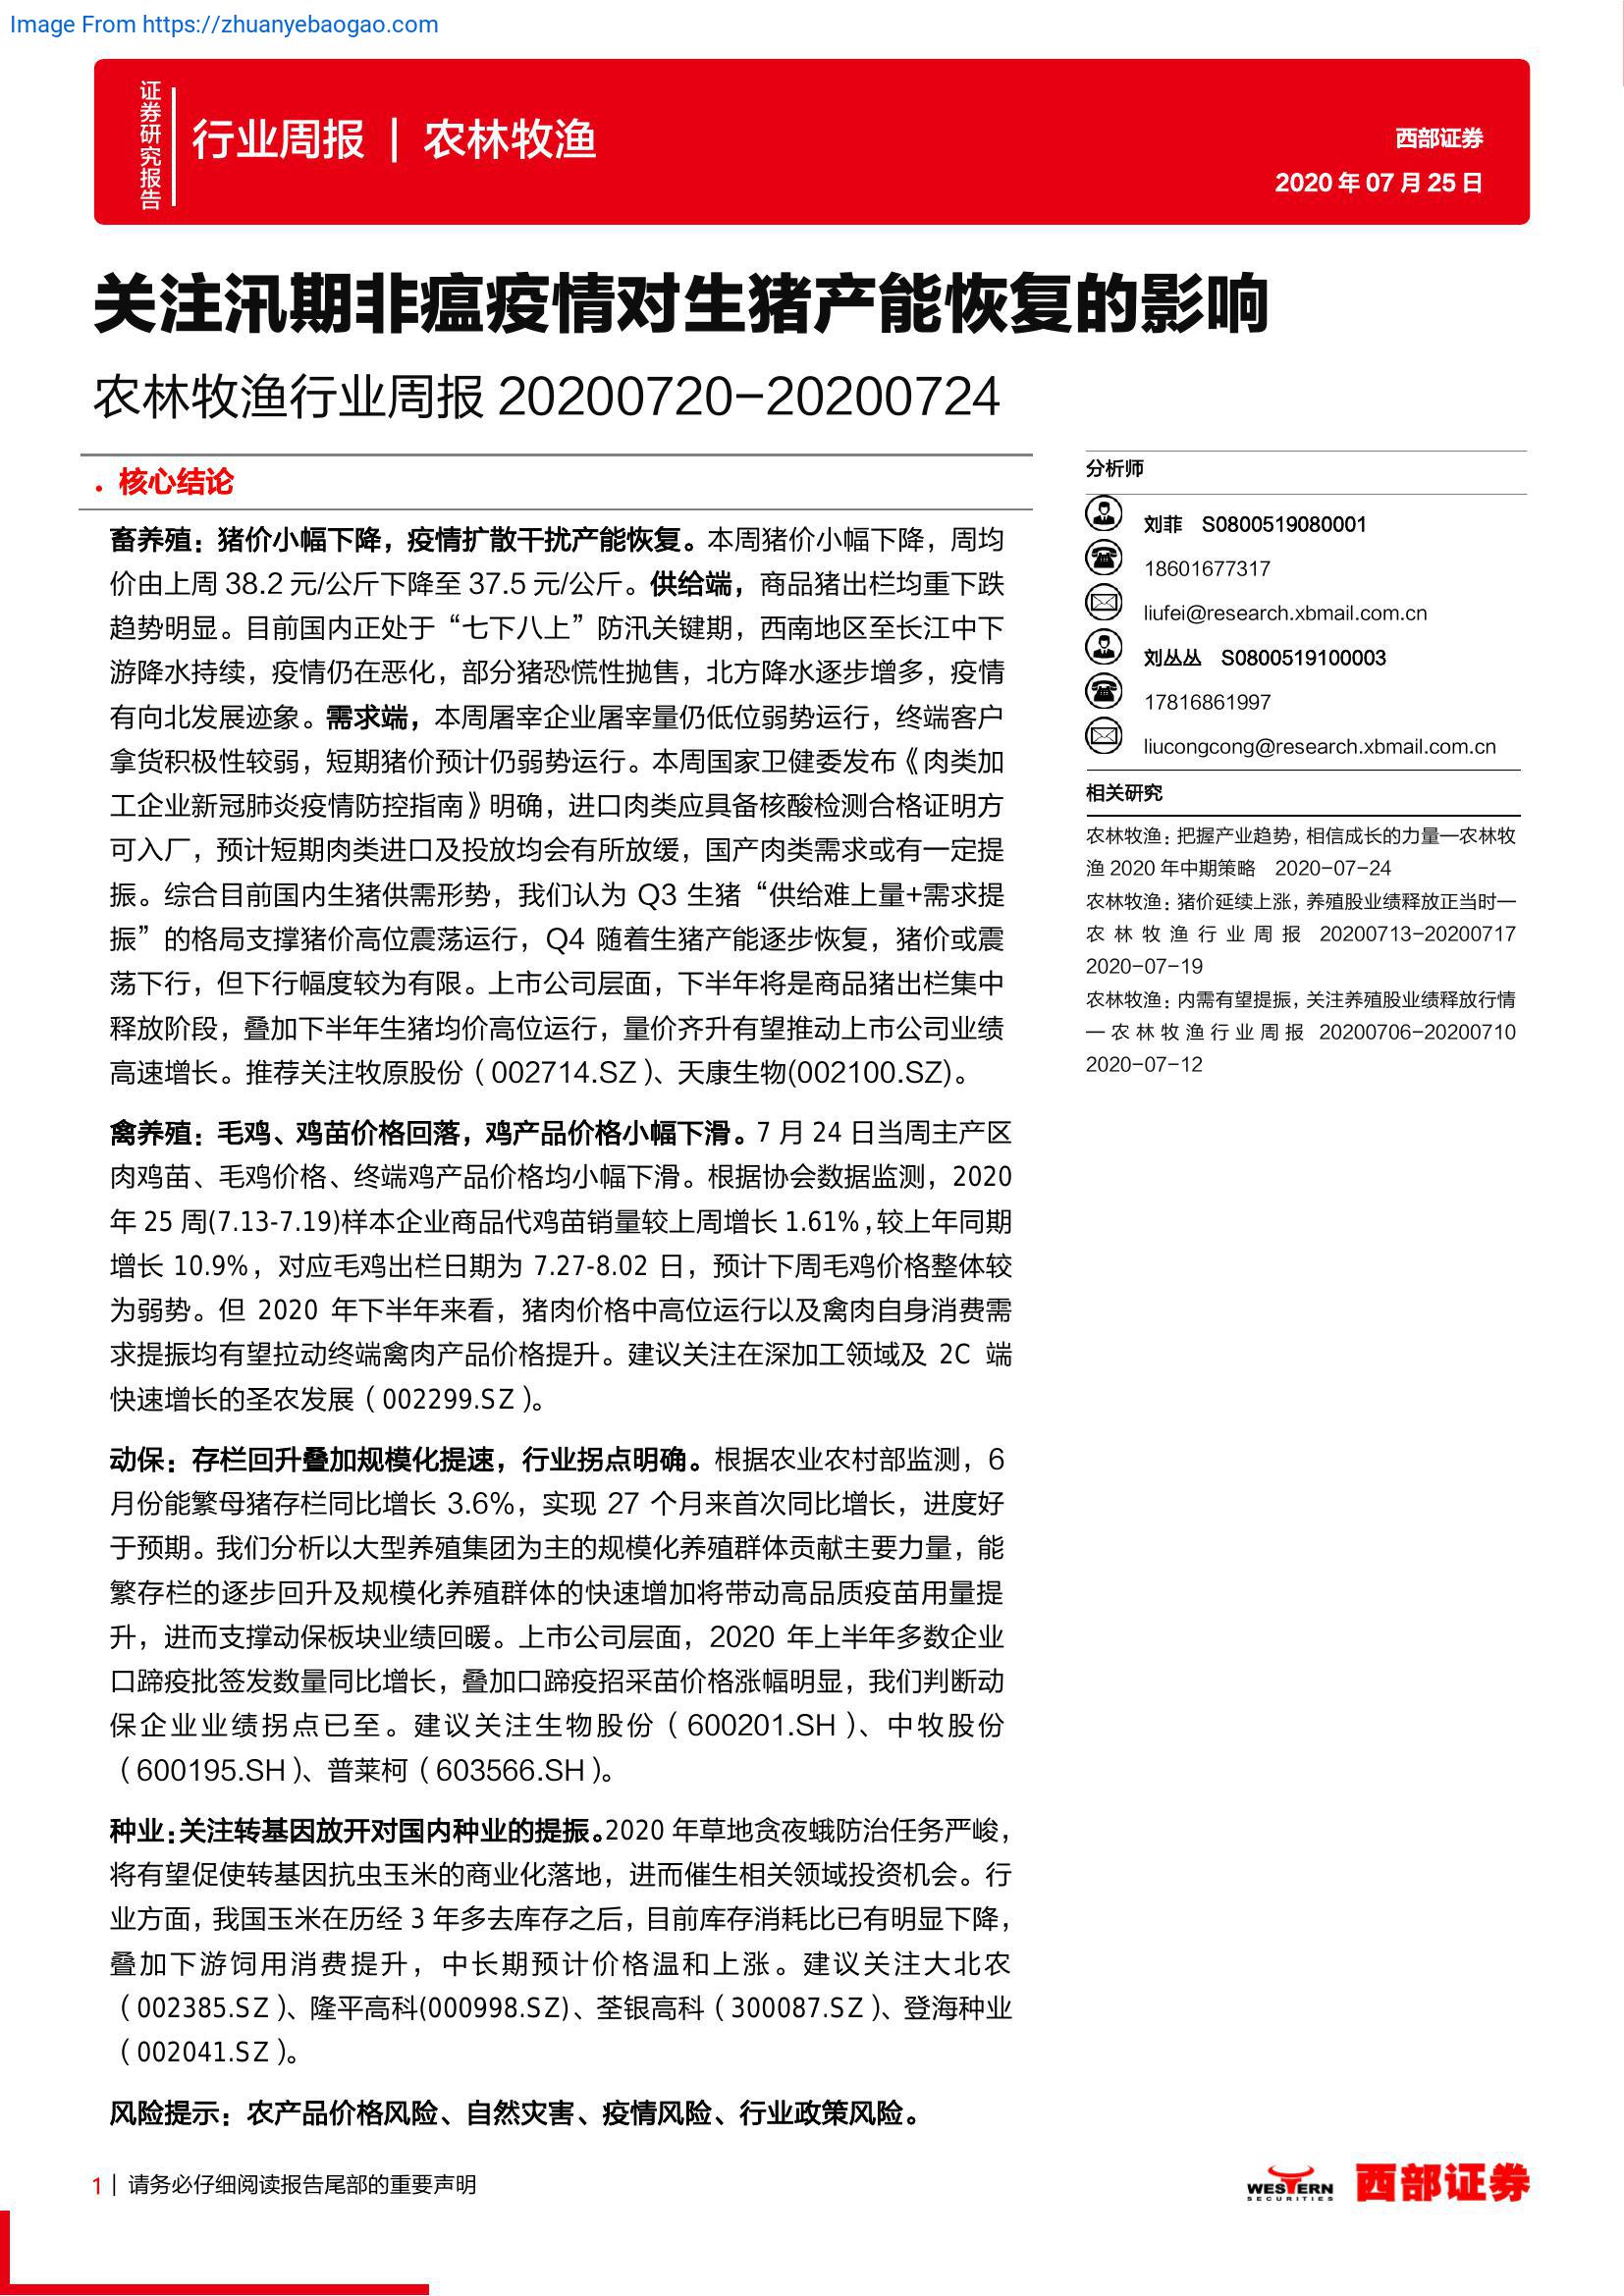 Image From https://zhuanyebaogao.com
证券研究报告
行业周报 | 农林牧渔
西部证券
2020 年 07 月 25 日
关注汛期非瘟疫情对生猪产能恢复的影响
农林牧渔行业周报 20200720-20200724
• 核心结论
畜养殖：猪价小幅下降，疫情扩散干扰产能恢复。本周猪价小幅下降，周均
价由上周 38.2 元/公斤下降至 37.5 元/公斤。供给端，商品猪出栏均重下跌
趋势明显。目前国内正处于“七下八上”防汛关键期，西南地区至长江中下
游降水持续，疫情仍在恶化，部分猪恐慌性抛售，北方降水逐步增多，疫情
有向北发展迹象。需求端，本周屠宰企业屠宰量仍低位弱势运行，终端客户
拿货积极性较弱，短期猪价预计仍弱势运行。本周国家卫健委发布《肉类加
工企业新冠肺炎疫情防控指南》明确，进口肉类应具备核酸检测合格证明方
可入厂，预计短期肉类进口及投放均会有所放缓，国产肉类需求或有一定提
振。综合目前国内生猪供需形势，我们认为 Q3 生猪“供给难上量+需求提
振”的格局支撑猪价高位震荡运行，Q4 随着生猪产能逐步恢复，猪价或震
荡下行，但下行幅度较为有限。上市公司层面，下半年将是商品猪出栏集中
释放阶段，叠加下半年生猪均价高位运行，量价齐升有望推动上市公司业绩
高速增长。推荐关注牧原股份（002714.SZ）、天康生物(002100.SZ)。
禽养殖：毛鸡、鸡苗价格回落，鸡产品价格小幅下滑。7 月 24 日当周主产区
肉鸡苗、毛鸡价格、终端鸡产品价格均小幅下滑。根据协会数据监测，2020
年 25 周(7.13-7.19)样本企业商品代鸡苗销量较上周增长 1.61%，较上年同期
增长 10.9%，对应毛鸡出栏日期为 7.27-8.02 日，预计下周毛鸡价格整体较
为弱势。但 2020 年下半年来看，猪肉价格中高位运行以及禽肉自身消费需
求提振均有望拉动终端禽肉产品价格提升。建议关注在深加工领域及 2C 端
快速增长的圣农发展（002299.SZ）。
动保：存栏回升叠加规模化提速，行业拐点明确。根据农业农村部监测，6
月份能繁母猪存栏同比增长 3.6%，实现 27 个月来首次同比增长，进度好
于预期。我们分析以大型养殖集团为主的规模化养殖群体贡献主要力量，能
繁存栏的逐步回升及规模化养殖群体的快速增加将带动高品质疫苗用量提
升，进而支撑动保板块业绩回暖。上市公司层面，2020 年上半年多数企业
口蹄疫批签发数量同比增长，叠加口蹄疫招采苗价格涨幅明显，我们判断动
保企业业绩拐点已至。建议关注生物股份（600201.SH）、中牧股份
（600195.SH）、普莱柯（603566.SH）。
种业：关注转基因放开对国内种业的提振。2020 年草地贪夜蛾防治任务严峻，
将有望促使转基因抗虫玉米的商业化落地，进而催生相关领域投资机会。行
业方面，我国玉米在历经 3 年多去库存之后，目前库存消耗比已有明显下降，
叠加下游饲用消费提升，中长期预计价格温和上涨。建议关注大北农
（002385.SZ）、隆平高科(000998.SZ)、荃银高科（300087.SZ）、登海种业
（002041.SZ）。
风险提示：农产品价格风险、自然灾害、疫情风险、行业政策风险。
分析师
刘菲 S0800519080001
18601677317
liufei@research.xbmail.com.cn
刘丛丛 S0800519100003
17816861997
liucongcong@research.xbmail.com.cn
相关研究
农林牧渔：把握产业趋势，相信成长的力量—农林牧
渔 2020 年中期策略 2020-07-24
农林牧渔：猪价延续上涨，养殖股业绩释放正当时—
农林牧渔行业周报 20200713-20200717
2020-07-19
农林牧渔：内需有望提振，关注养殖股业绩释放行情
—农林牧渔行业周报 20200706-20200710
2020-07-12
1 | 请务必仔细阅读报告尾部的重要声明
WESTERN
SECURITIES
西部证券